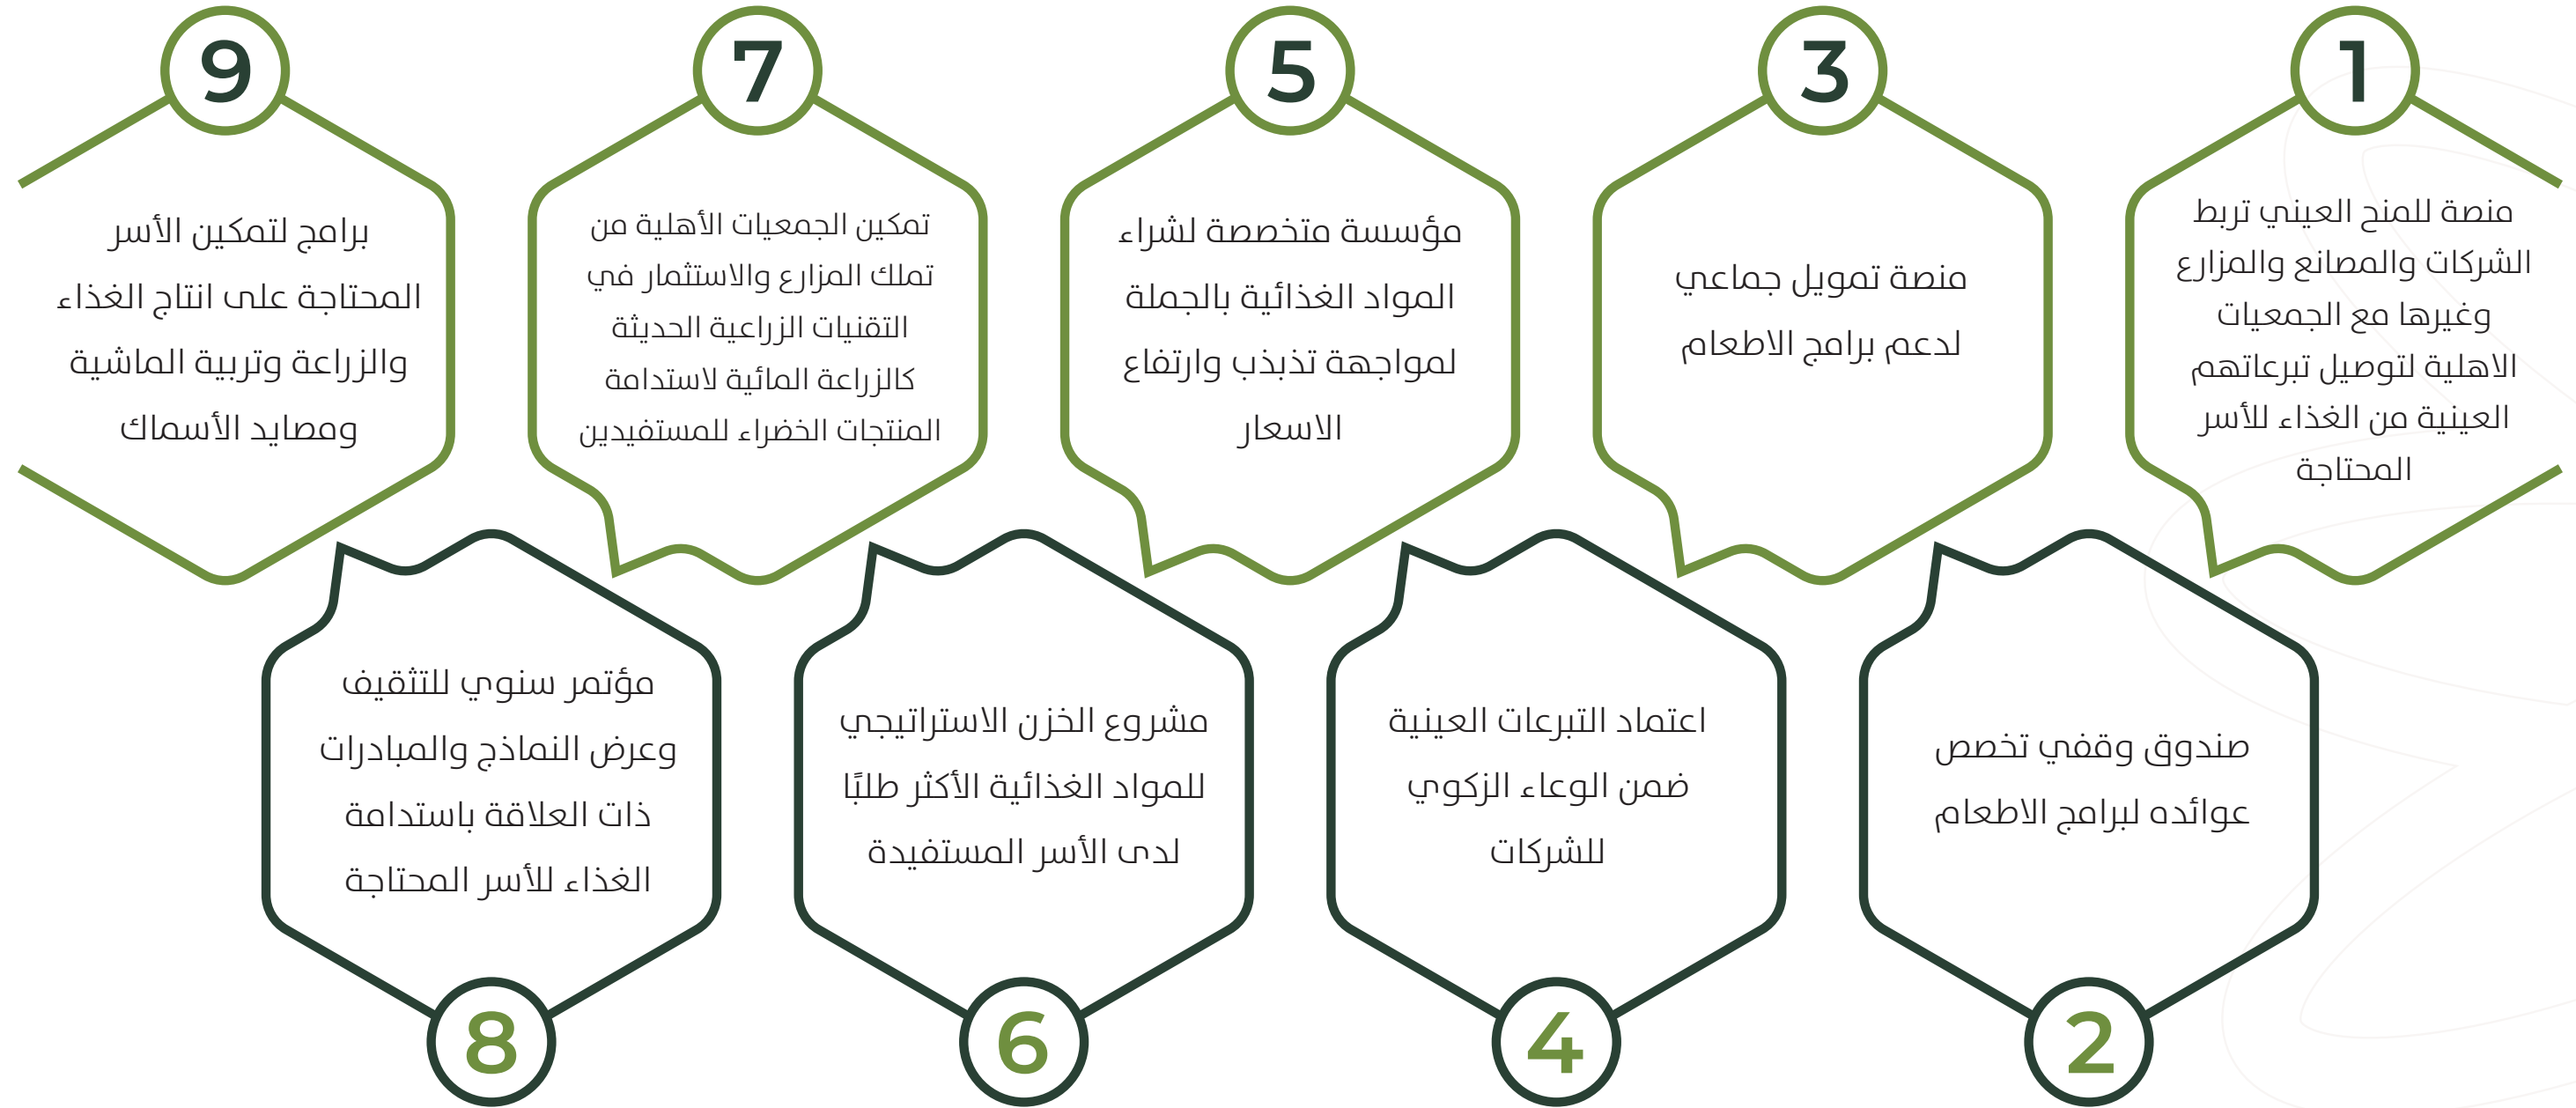 1
منصة للمنح العيني تربط
الشركات والمصانع والمزارع
وغيرها مع الجمعيات
الاهلية لتوصيل تبرعاتهم
العينية من الغذاء للأسر
المحتاجة
2
صندوق وقفي تخصص
عوائده لبرامج الاطعام
3
منصة تمويل جماعي
لدعم برامج الاطعام
4
اعتماد التبرعات العينية
ضمن الوعاء الزكوي
للشركات
5
مؤسسة متخصصة لشراء
المواد الغذائية بالجملة
لمواجهة تذبذب وارتفاع
الاسعار
6
مشروع الخزن الاستراتيجي
للمواد الغذائية الأكثر طلبًا
لدى الأسر المستفيدة
7
تمكين الجمعيات الأهلية من
تملك المزارع والاستثمار في
التقنيات الزراعية الحديثة
كالزراعة المائية لاستدامة
المنتجات الخضراء للمستفيدين
8
مؤتمر سنوي للتثقيف
وعرض النماذج والمبادرات
ذات العلاقة باستدامة
الغذاء للأسر المحتاجة
9
برامج لتمكين الأسر
المحتاجة على انتاج الغذاء
والزراعة وتربية الماشية
ومصايد الأسماك